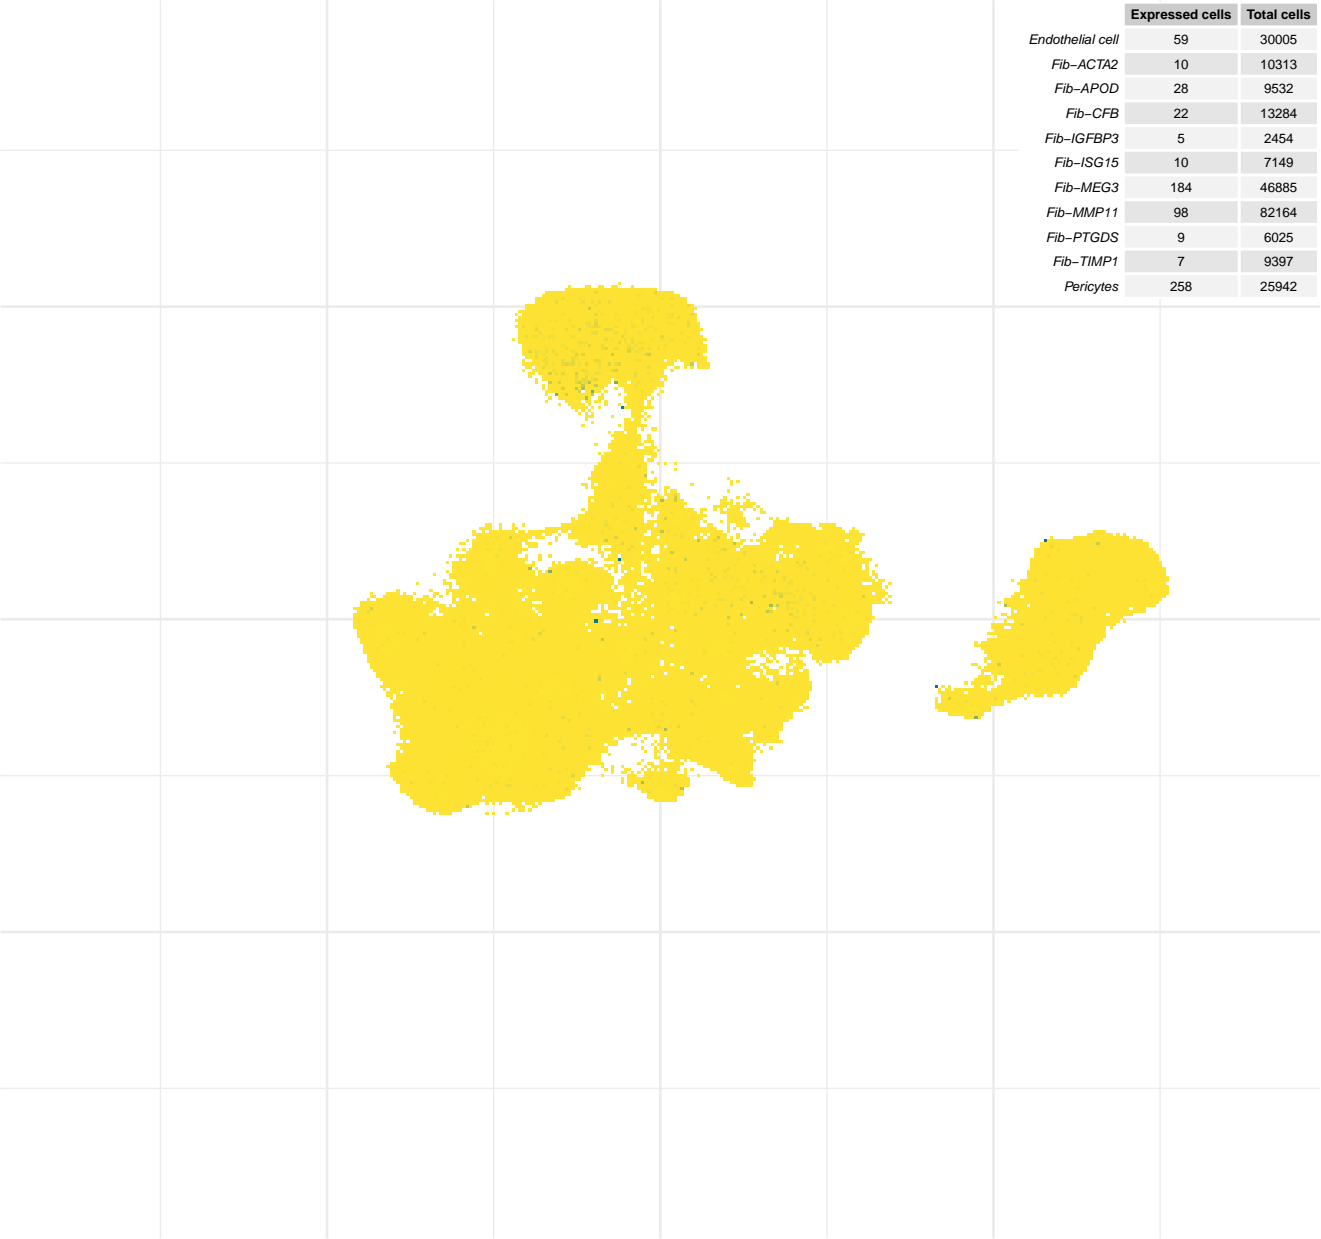 Expressed cells Total cells
Endothelial cell 59 30005
Fib−ACTA2 10 10313
Fib−APOD 28 9532
Fib−CFB 22 13284
Fib−IGFBP3 5 2454
Fib−ISG15 10 7149
Fib−MEG3 184 46885
Fib−MMP11 98 82164
Fib−PTGDS 9 6025
Fib−TIMP1 7 9397
Pericytes 258 25942